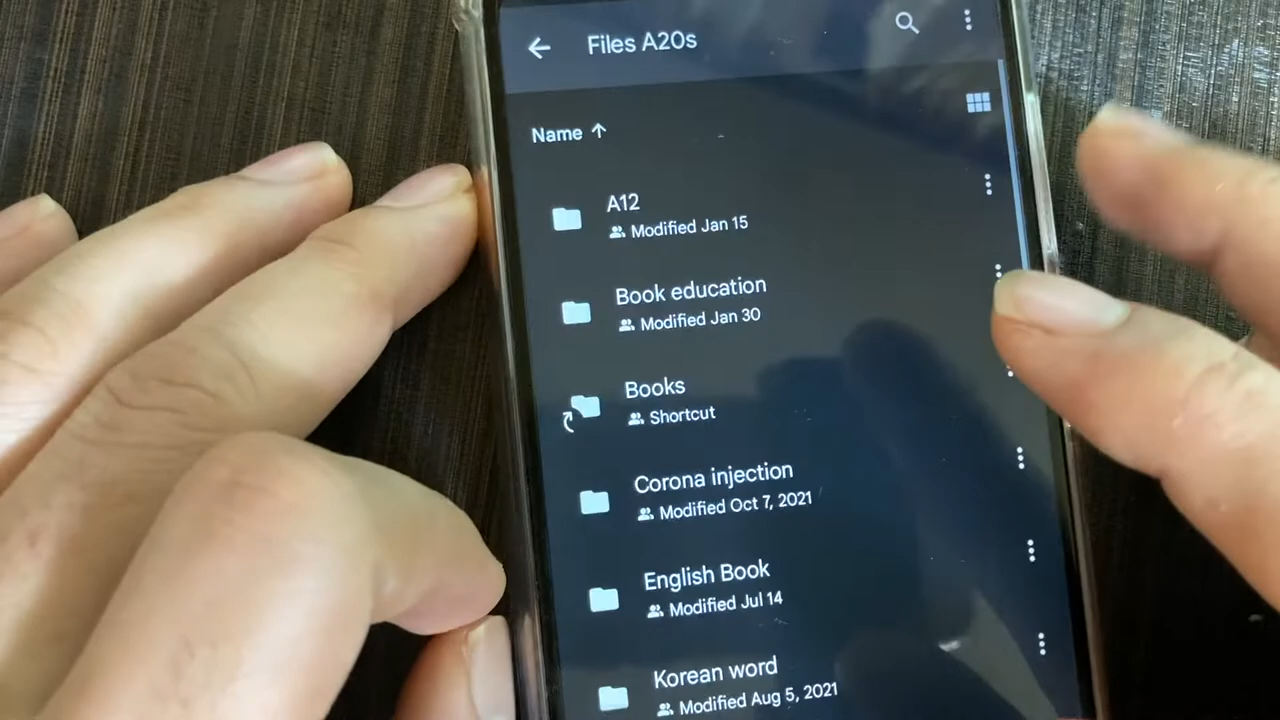 Files A20s
Name ↑
A12
Modified Jan 15
Book education
Modified Jan 30
Books
Shortcut
Corona injection
Modified Oct 7, 2021
English Book
Modified Jul 14
Korean word
Modified Aug 5, 2021